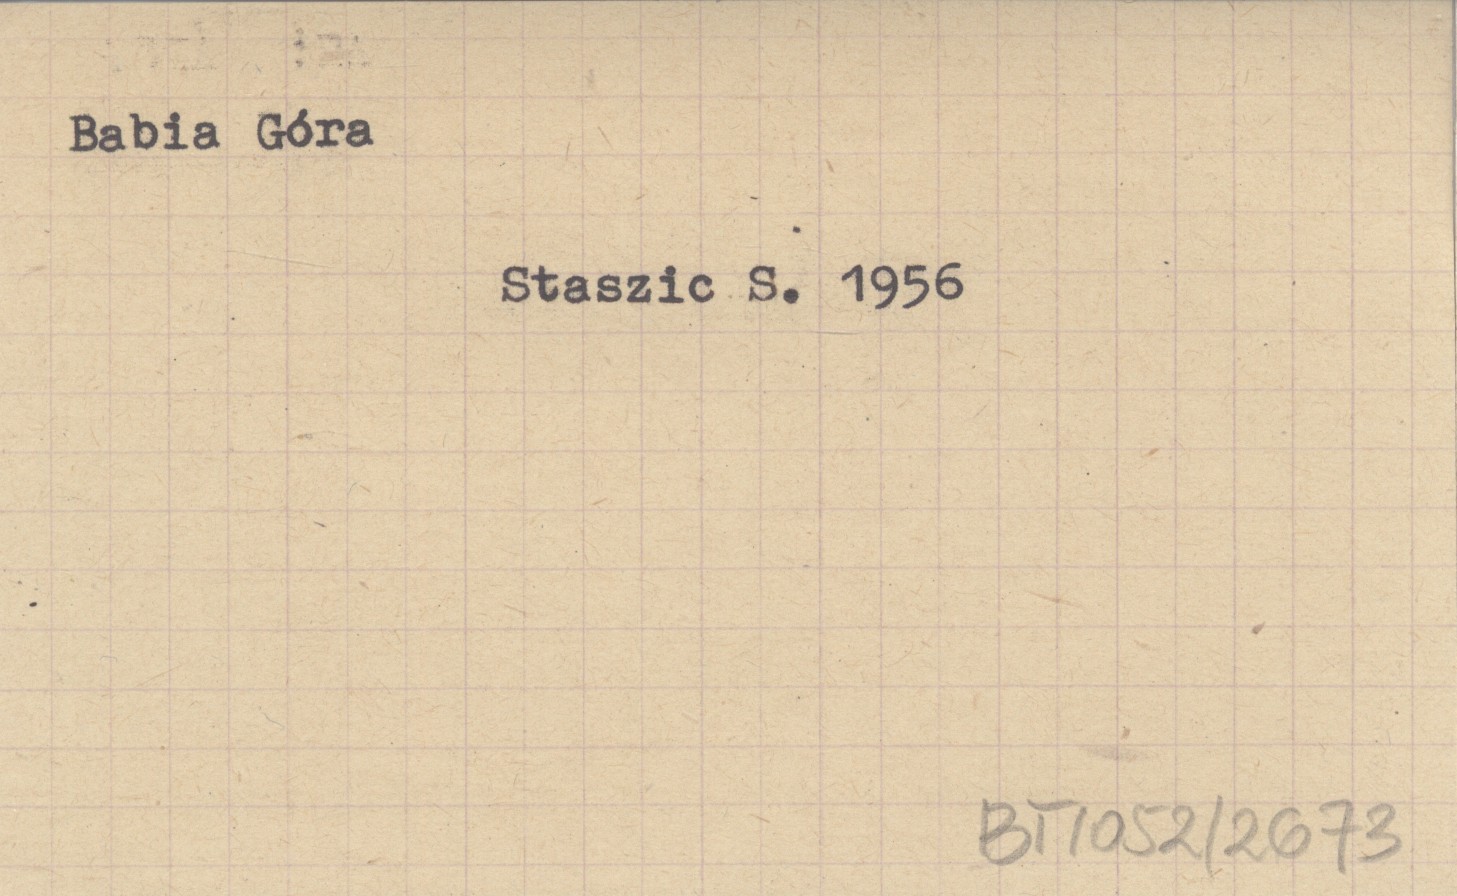 Babia Góra
Staszic S. 1956
BT1052/2673